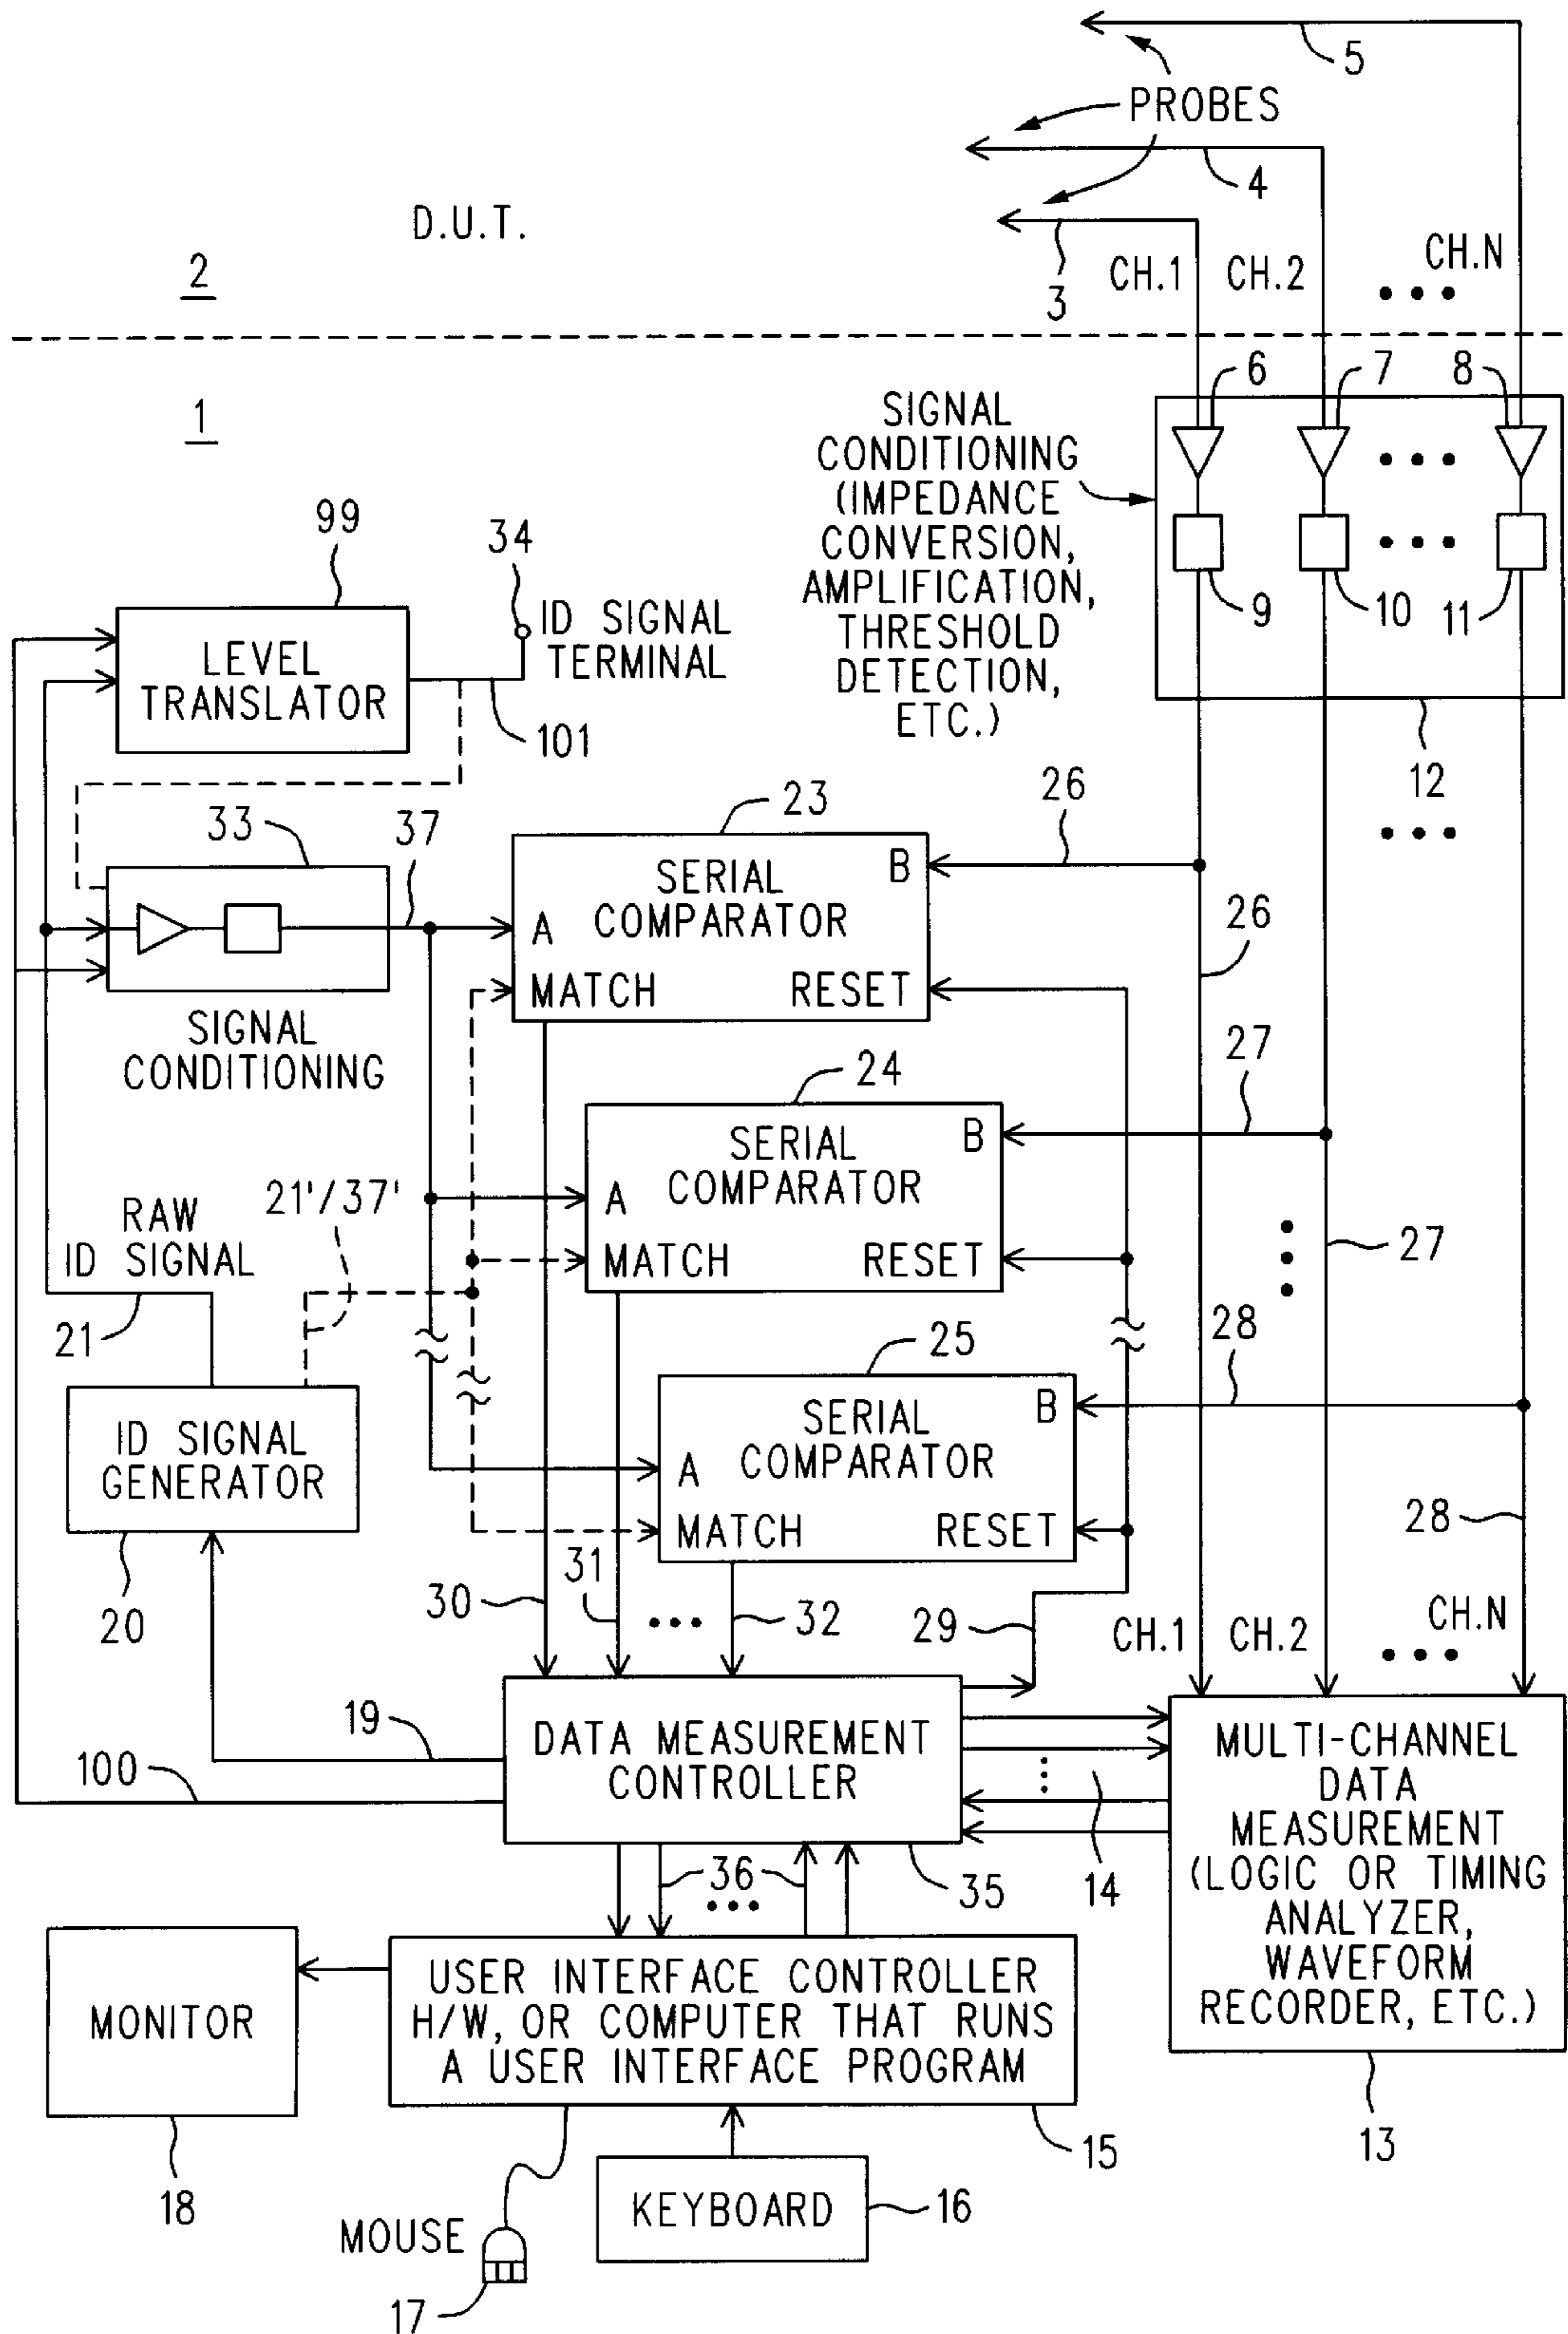 5
PROBES
4
D.U.T.
3
CH.1
CH.2
CH.N
2
1
6
7
8
SIGNAL
CONDITIONING
(IMPEDANCE
CONVERSION,
AMPLIFICATION,
THRESHOLD
DETECTION,
ETC.)
9
10
11
12
99
34
LEVEL
TRANSLATOR
ID SIGNAL
TERMINAL
101
33
37
SIGNAL
CONDITIONING
23
26
B
SERIAL
COMPARATOR
A
MATCH
RESET
26
24
27
B
SERIAL
COMPARATOR
A
MATCH
RESET
27
RAW
ID SIGNAL
21'/37'
21
25
28
B
SERIAL
COMPARATOR
A
MATCH
RESET
28
ID SIGNAL
GENERATOR
20
30
31
32
29
CH.1
CH.2
CH.N
19
100
DATA MEASUREMENT
CONTROLLER
14
35
36
MULTI-CHANNEL
DATA
MEASUREMENT
(LOGIC OR TIMING
ANALYZER,
WAVEFORM
RECORDER, ETC.)
13
MONITOR
18
USER INTERFACE CONTROLLER
H/W, OR COMPUTER THAT RUNS
A USER INTERFACE PROGRAM
15
KEYBOARD
16
MOUSE
17